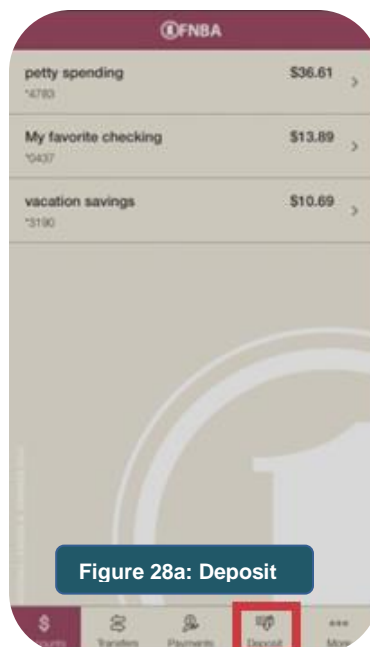 FNBA
petty spending $36.61
*4783
My favorite checking $13.89
*0437
vacation savings $10.69
*3190
Figure 28a: Deposit
Transfers Payments Deposit More